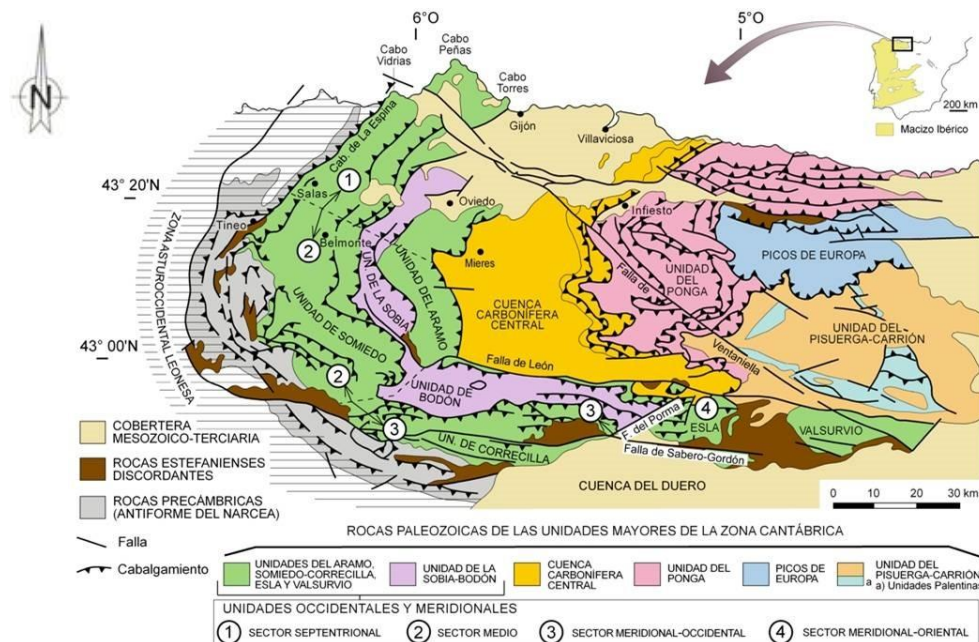 6°O
5°O
Cabo
Peñas
Cabo
Vidrias
Cabo
Torres
N
200 km
Macizo Ibérico
Gijón
Villaviciosa
Cab. de La Espina
43° 20'N
Salas
1
Oviedo
Infiesto
Tineo
2
Belmonte
Mieres
ZONA ASTUROCCIDENTAL LEONESA
UN. DE LA SOBIA
UNIDAD DEL ARAMO
CUENCA
CARBONÍFERA
CENTRAL
UNIDAD
DEL
PONGA
PICOS DE EUROPA
Falla de
Ventaniella
UNIDAD DEL
PISUERGA-CARRIÓN
UNIDAD DE SOMIEDO
43° 00'N
Falla de León
2
UNIDAD DE
BODÓN
3
3
4
F. del Porma
ESLA
VALSURVIO
UN. DE CORRECILLA
Falla de Sabero-Gordón
CUENCA DEL DUERO
COBERTERA
MESOZOICO-TERCIARIA
ROCAS ESTEFANIENSES
DISCORDANTES
ROCAS PRECÁMBRICAS
(ANTIFORME DEL NARCEA)
Falla
Cabalgamiento
0 10 20 30 km
ROCAS PALEOZOICAS DE LAS UNIDADES MAYORES DE LA ZONA CANTÁBRICA
UNIDADES DEL ARAMO,
SOMIEDO-CORRECILLA,
ESLA Y VALSURVIO
UNIDAD DE LA
SOBIA-BODÓN
CUENCA
CARBONÍFERA
CENTRAL
UNIDAD DEL
PONGA
PICOS DE
EUROPA
UNIDAD DEL
PISUERGA-CARRIÓN
a
a) Unidades Palentinas
UNIDADES OCCIDENTALES Y MERIDIONALES
1 SECTOR SEPTENTRIONAL
2 SECTOR MEDIO
3 SECTOR MERIDIONAL-OCCIDENTAL
4 SECTOR MERIDIONAL-ORIENTAL